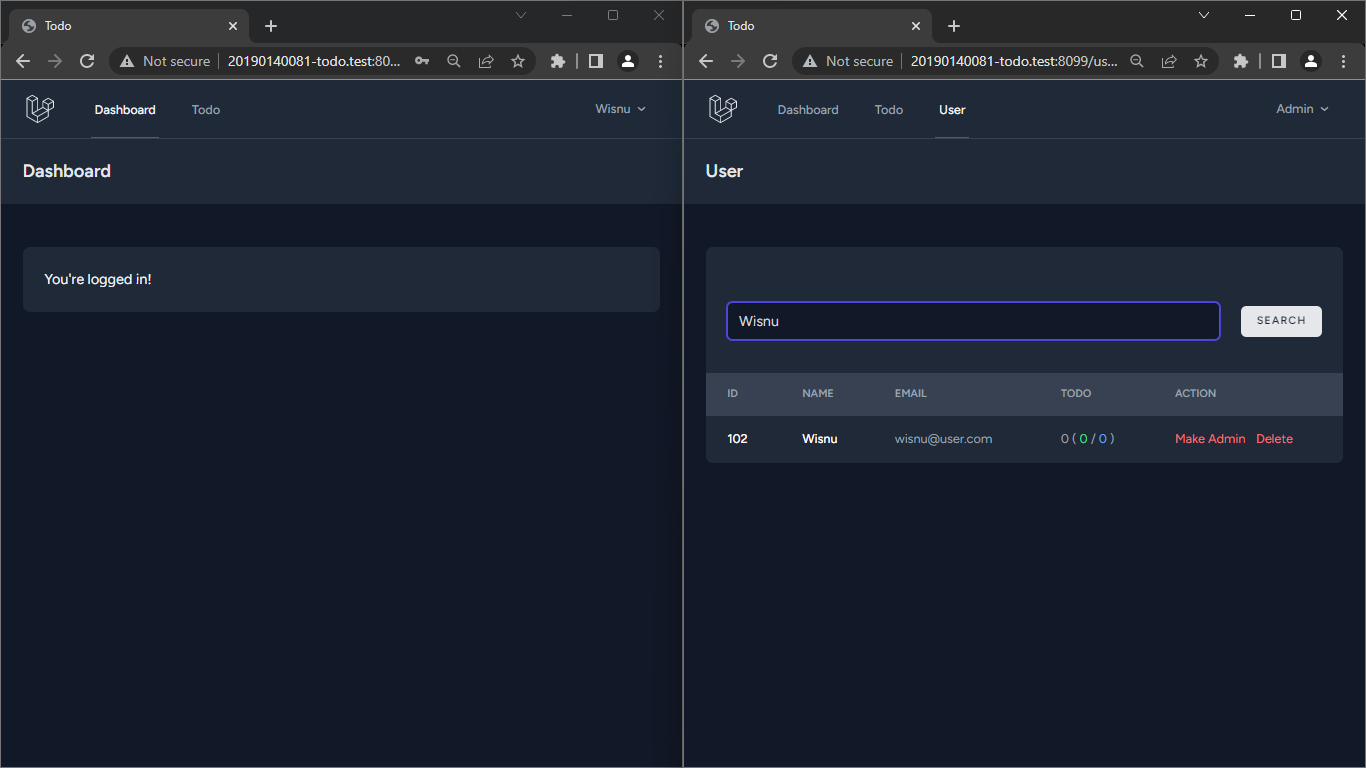 Todo
Not secure
20190140081-todo.test:80...
Dashboard
Todo
Wisnu
Dashboard
You're logged in!
Todo
Not secure
20190140081-todo.test:8099/us...
Dashboard
Todo
User
Admin
User
Wisnu
SEARCH
ID NAME EMAIL TODO ACTION
102 Wisnu wisnu@user.com 0 ( 0 / 0 ) Make Admin Delete